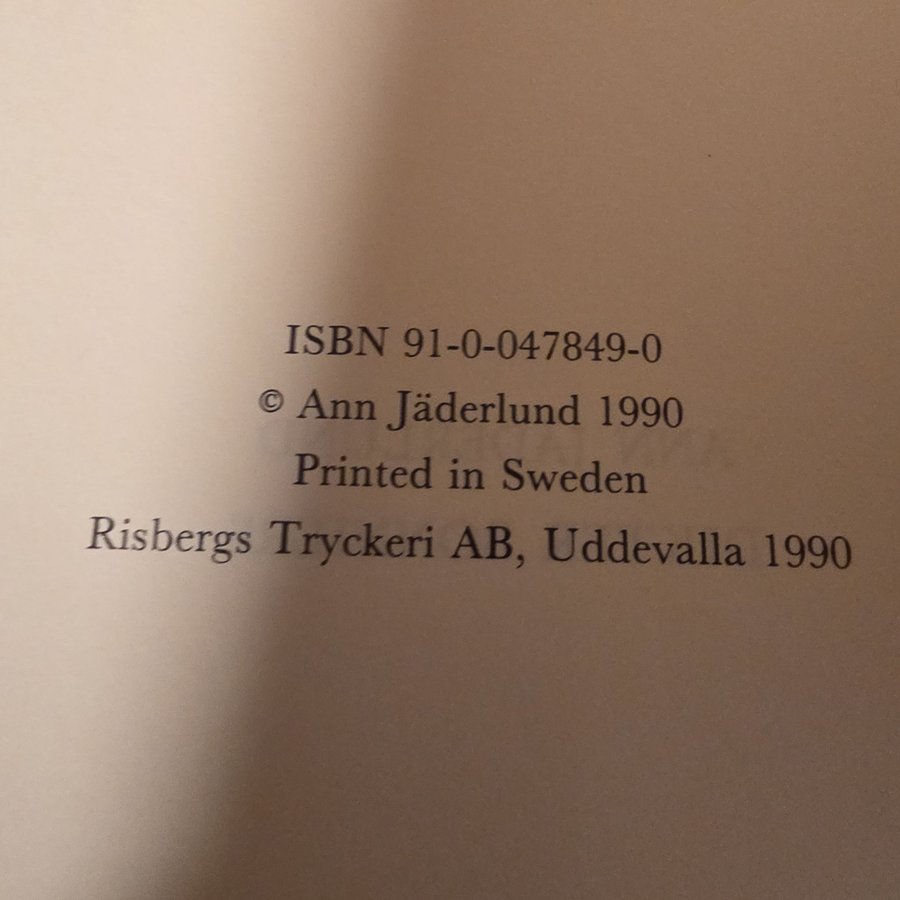 ISBN 91-0-047849-0
© Ann Jäderlund 1990
Printed in Sweden
Risbergs Tryckeri AB, Uddevalla 1990